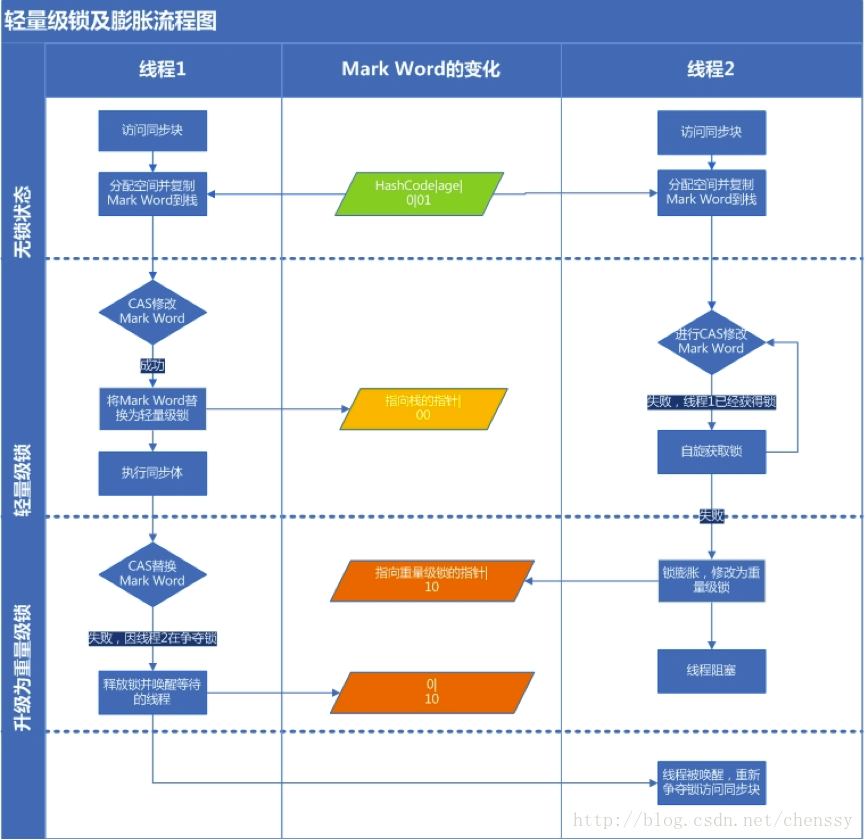 轻量级锁及膨胀流程图
线程1
Mark Word的变化
线程2
无锁状态
访问同步块
访问同步块
分配空间并复制
Mark Word到栈
HashCode|age|
0|01
分配空间并复制
Mark Word到栈
轻量级锁
CAS修改
Mark Word
成功
将Mark Word替
换为轻量级锁
指向栈的指针|
00
执行同步体
进行CAS修改
Mark Word
失败，线程1已经获得锁
自旋获取锁
失败
升级为重量级锁
CAS替换
Mark Word
指向重量级锁的指针|
10
锁膨胀，修改为重
量级锁
失败，因线程2在争夺锁
释放锁并唤醒等待
的线程
0|
10
线程阻塞
线程被唤醒，重新
争夺锁访问同步块
http://blog.csdn.net/chenssy